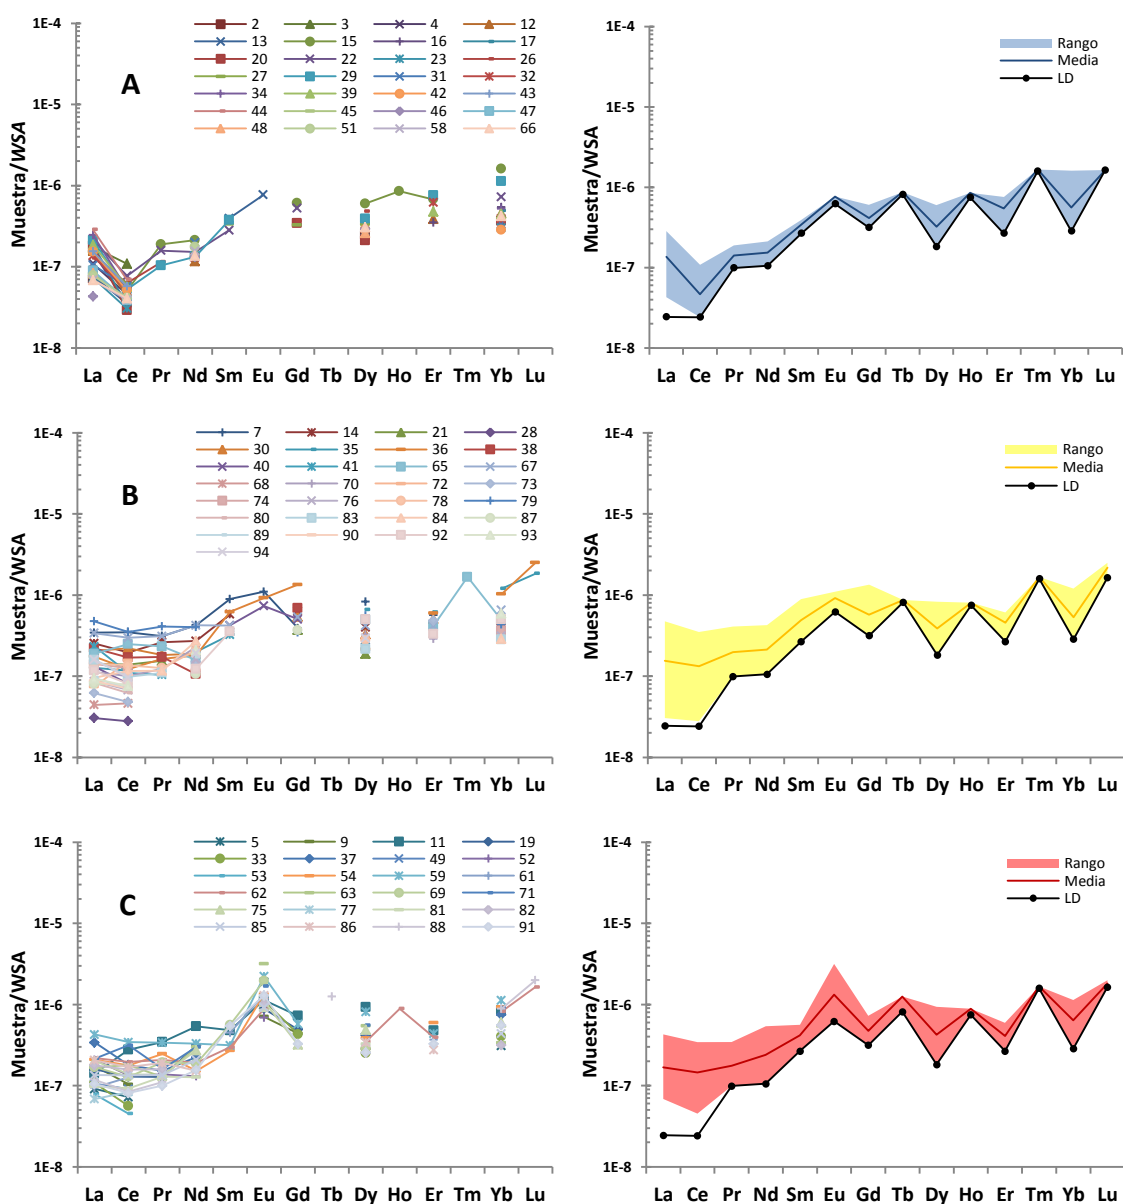 1E-4
1E-5
1E-6
1E-7
1E-8
Muestra/WSA
A
2 3 4 12
13 15 16 17
20 22 23 26
27 29 31 32
34 39 42 43
44 45 46 47
48 51 58 66
La Ce Pr Nd Sm Eu Gd Tb Dy Ho Er Tm Yb Lu
1E-4
1E-5
1E-6
1E-7
1E-8
Muestra/WSA
Rango
Media
LD
La Ce Pr Nd Sm Eu Gd Tb Dy Ho Er Tm Yb Lu
1E-4
1E-5
1E-6
1E-7
1E-8
Muestra/WSA
B
7 14 21 28
30 35 36 38
40 41 65 67
68 70 72 73
74 76 78 79
80 83 84 87
89 90 92 93
94
La Ce Pr Nd Sm Eu Gd Tb Dy Ho Er Tm Yb Lu
1E-4
1E-5
1E-6
1E-7
1E-8
Muestra/WSA
Rango
Media
LD
La Ce Pr Nd Sm Eu Gd Tb Dy Ho Er Tm Yb Lu
1E-4
1E-5
1E-6
1E-7
1E-8
Muestra/WSA
C
5 9 11 19
33 37 49 52
53 54 59 61
62 63 69 71
75 77 81 82
85 86 88 91
La Ce Pr Nd Sm Eu Gd Tb Dy Ho Er Tm Yb Lu
1E-4
1E-5
1E-6
1E-7
1E-8
Muestra/WSA
Rango
Media
LD
La Ce Pr Nd Sm Eu Gd Tb Dy Ho Er Tm Yb Lu